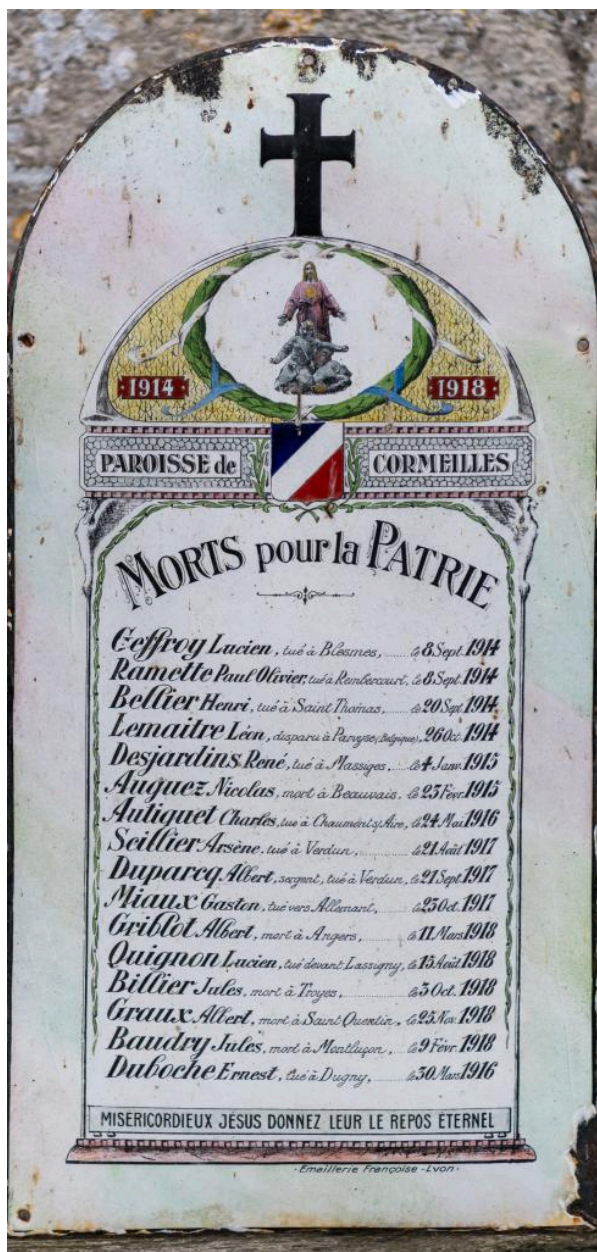 1914 1918
PAROISSE de CORMEILLES
MORTS pour la PATRIE
Geffroy Lucien, tué à Blesmes, ...... le 8 Sept. 1914
Ramette Paul Olivier, tué à Rembercourt, le 8 Sept. 1914
Bellier Henri, tué à Saint Thomas, ...... le 20 Sept. 1914
Lemaitre Léon, disparu à Parvyse (Belgique), 26 Oct. 1914
Desjardins René, tué à Massiges, ..... le 4 Janv. 1915
Auguez Nicolas, mort à Beauvais, le 23 Févr. 1915
Autiquet Charles, tué à Chaumont s/ Aire, le 24 Mai 1916
Scillier Arsène, tué à Verdun, ........ le 21 Août 1917
Duparcq Albert, sergent, tué à Verdun, le 21 Sept. 1917
Miaux Gaston, tué vers Allemant, ...... le 23 Oct. 1917
Griblot Albert, mort à Angers, ........ le 11 Mars 1918
Quignon Lucien, tué devant Lassigny, le 13 Août 1918
Billier Jules, mort à Troyes, ............ le 3 Oct. 1918
Graux Albert, mort à Saint Quentin, le 25 Nov. 1918
Baudry Jules, mort à Montluçon, ... le 9 Févr. 1918
Duboche Ernest, tué à Dugny, ........ le 30 Mars 1916
MISÉRICORDIEUX JÉSUS DONNEZ LEUR LE REPOS ÉTERNEL
- Emaillerie Françoise - Lyon -